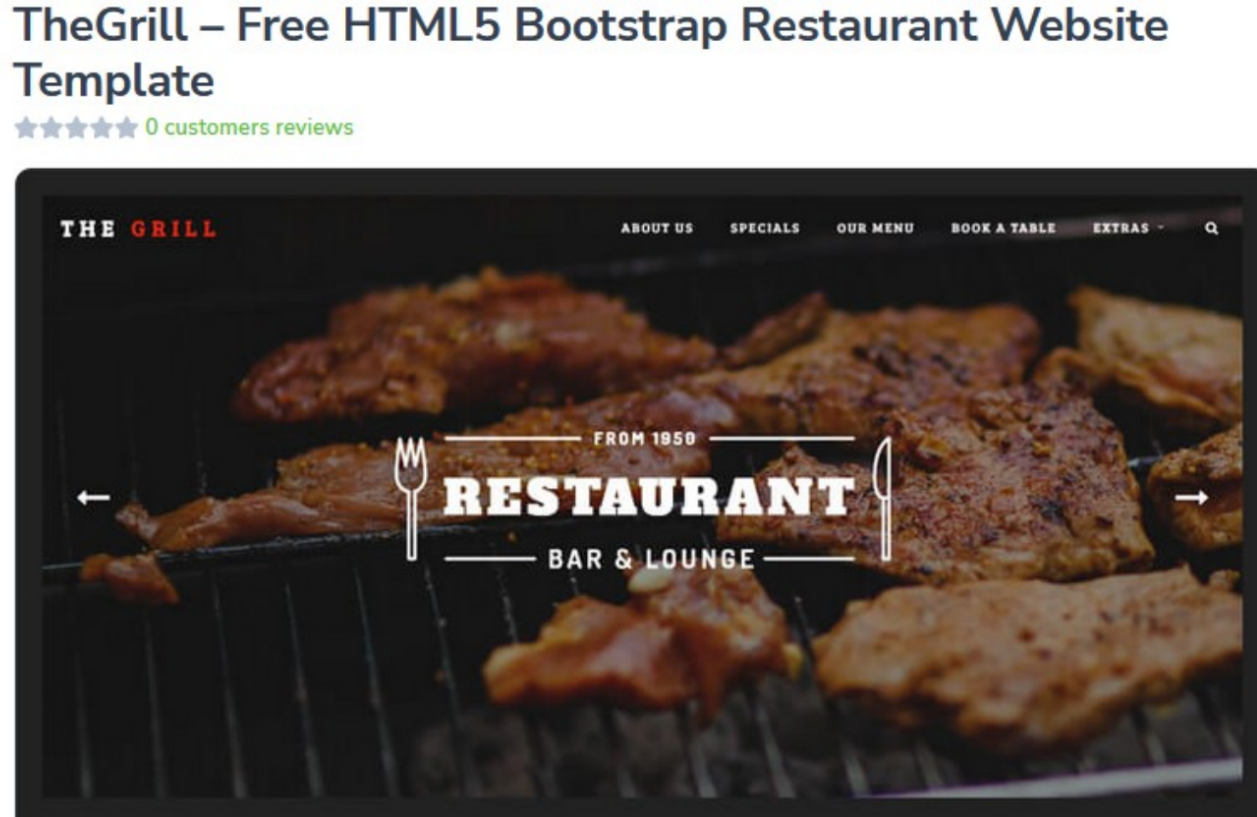 TheGrill – Free HTML5 Bootstrap Restaurant Website
Template
0 customers reviews
THE GRILL
ABOUT US SPECIALS OUR MENU BOOK A TABLE EXTRAS
FROM 1950
RESTAURANT
BAR & LOUNGE